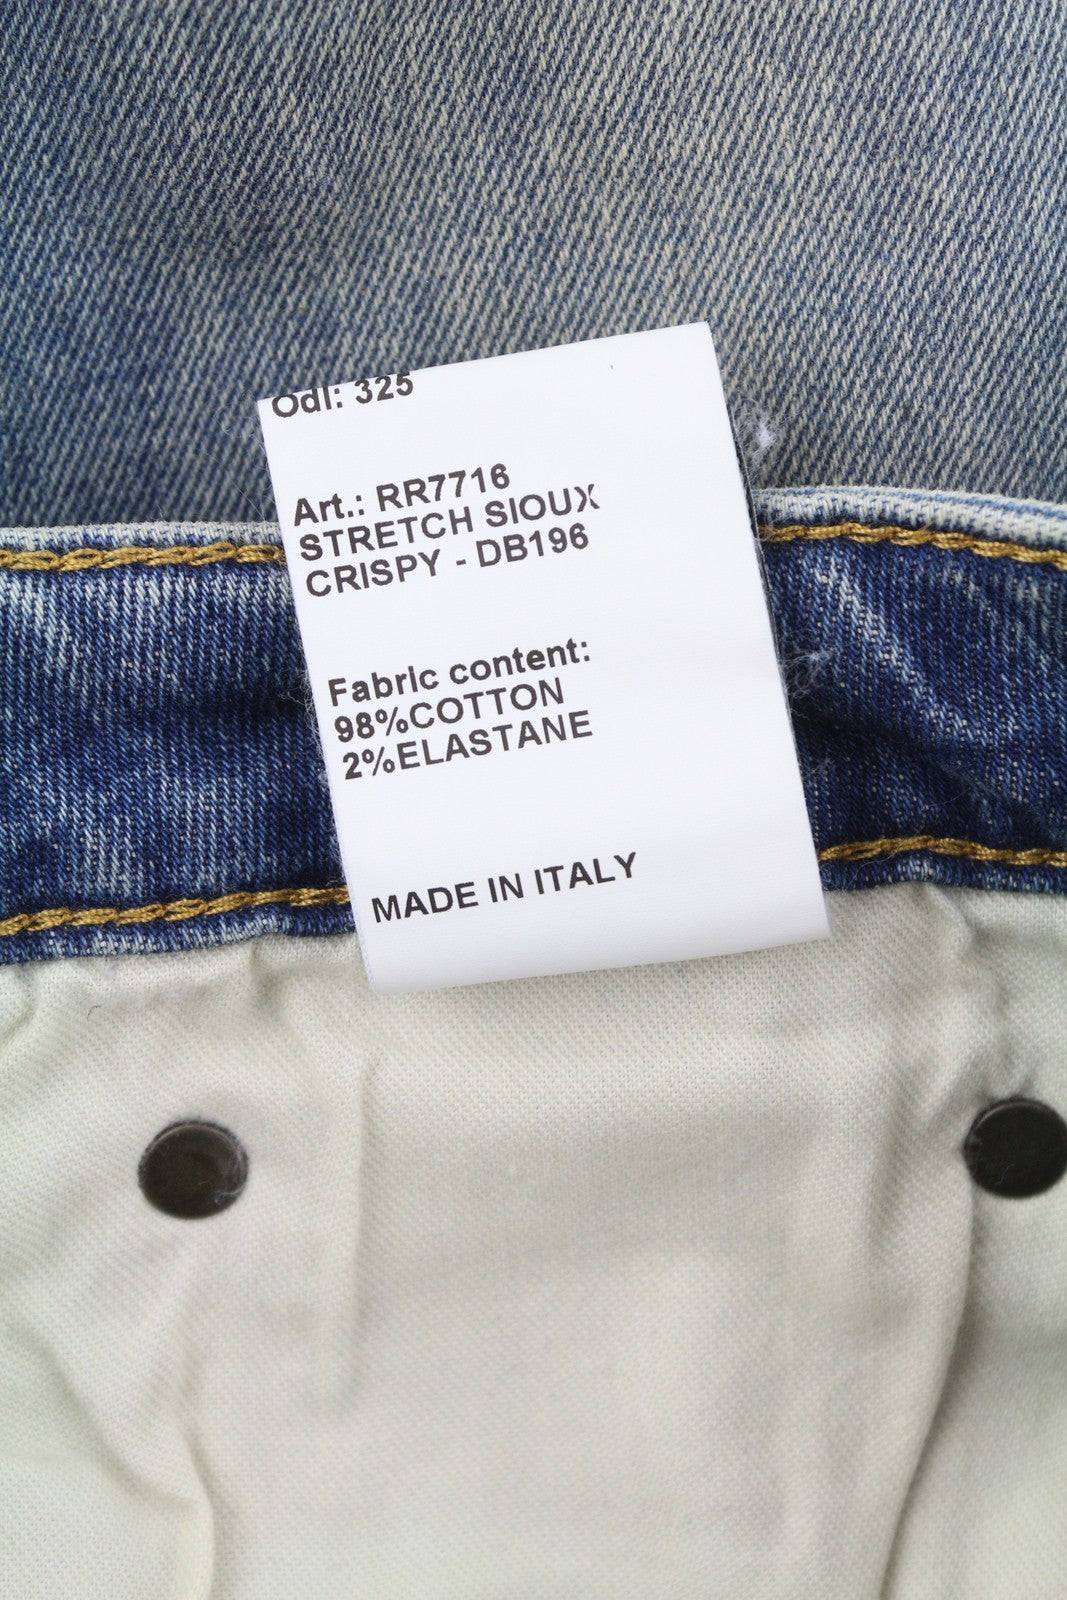 Odl: 325
Art.: RR7716
STRETCH SIOUX
CRISPY - DB196
Fabric content:
98%COTTON
2%ELASTANE
MADE IN ITALY